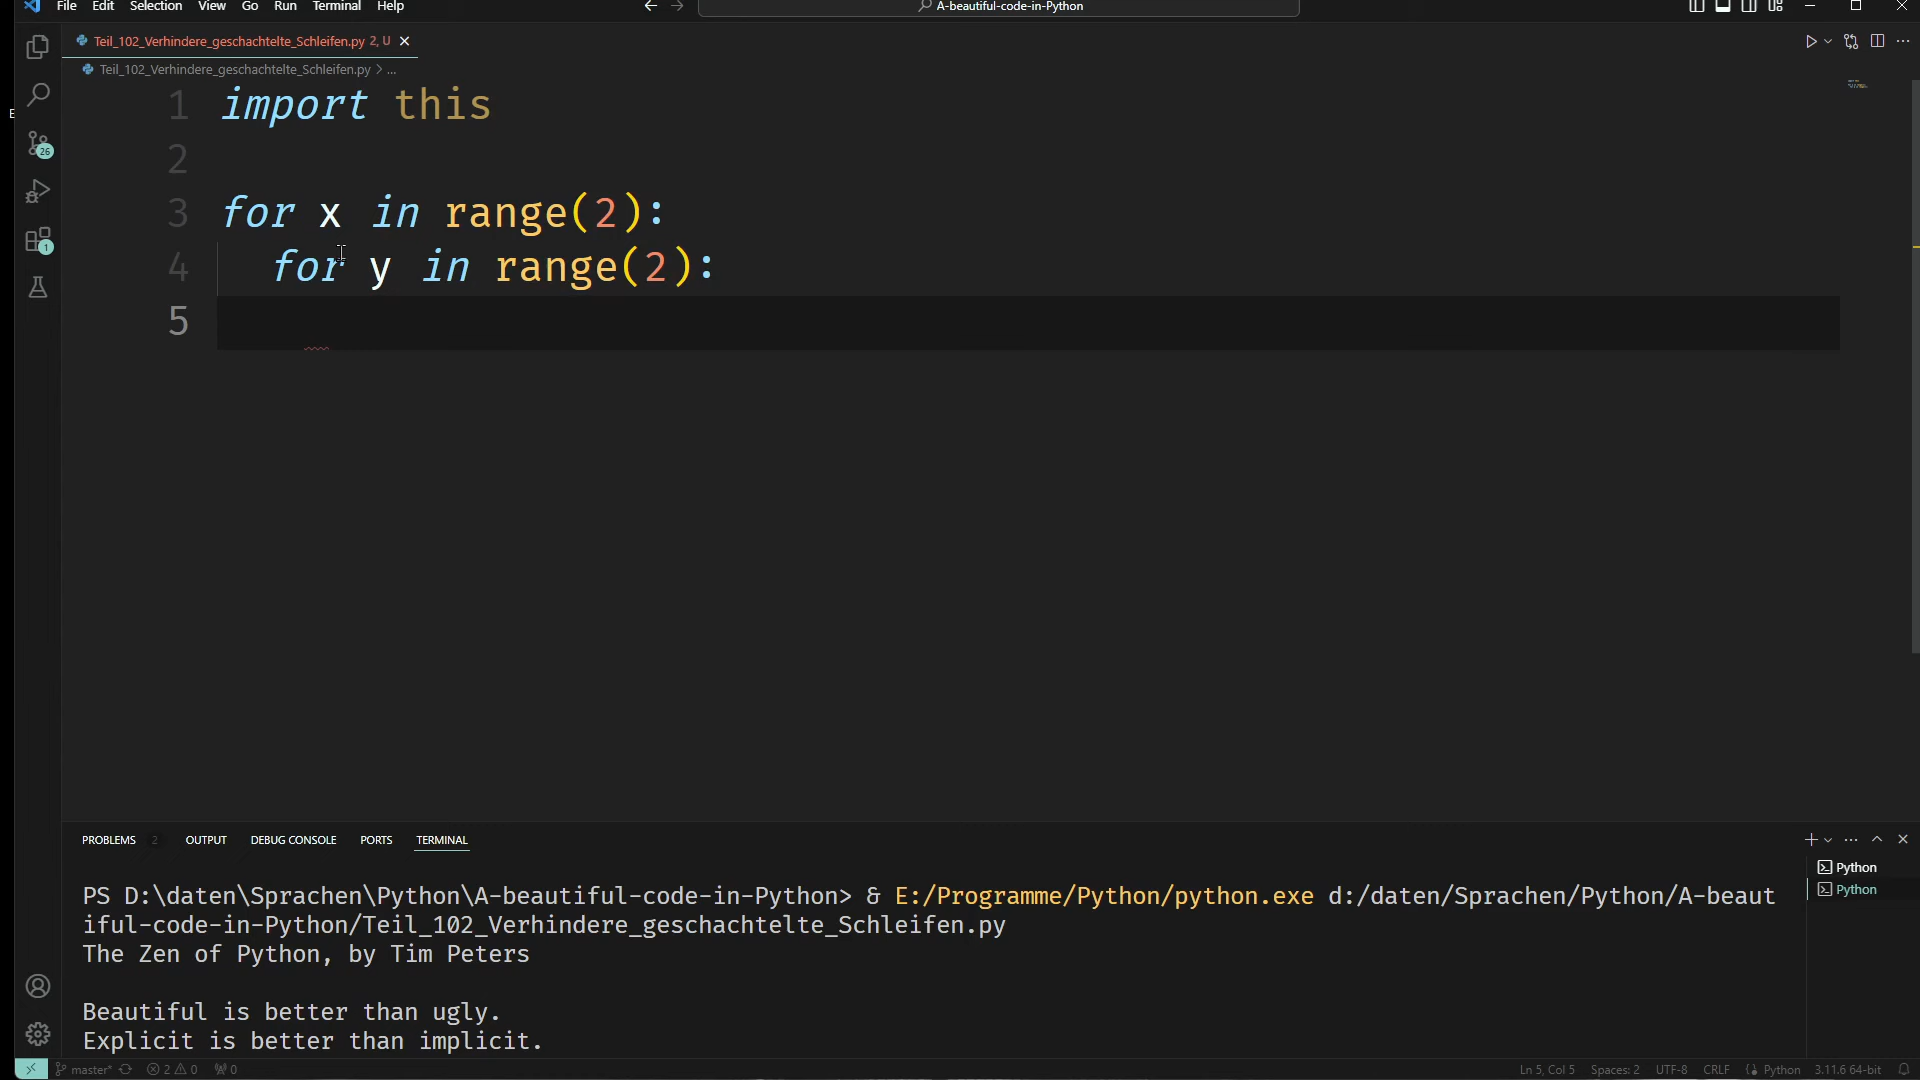 File Edit Selection View Go Run Terminal Help
A-beautiful-code-in-Python
Teil_102_Verhindere_geschachtelte_Schleifen.py 2, U
Teil_102_Verhindere_geschachtelte_Schleifen.py > ...
E
1 import this
2
3 for x in range(2):
4 for y in range(2):
5
26
1
PROBLEMS 2 OUTPUT DEBUG CONSOLE PORTS TERMINAL
Python
Python
PS D:\daten\Sprachen\Python\A-beautiful-code-in-Python> & E:/Programme/Python/python.exe d:/daten/Sprachen/Python/A-beaut
iful-code-in-Python/Teil_102_Verhindere_geschachtelte_Schleifen.py
The Zen of Python, by Tim Peters
Beautiful is better than ugly.
Explicit is better than implicit.
master* 2 0 0 Ln 5, Col 5 Spaces: 2 UTF-8 CRLF Python 3.11.6 64-bit